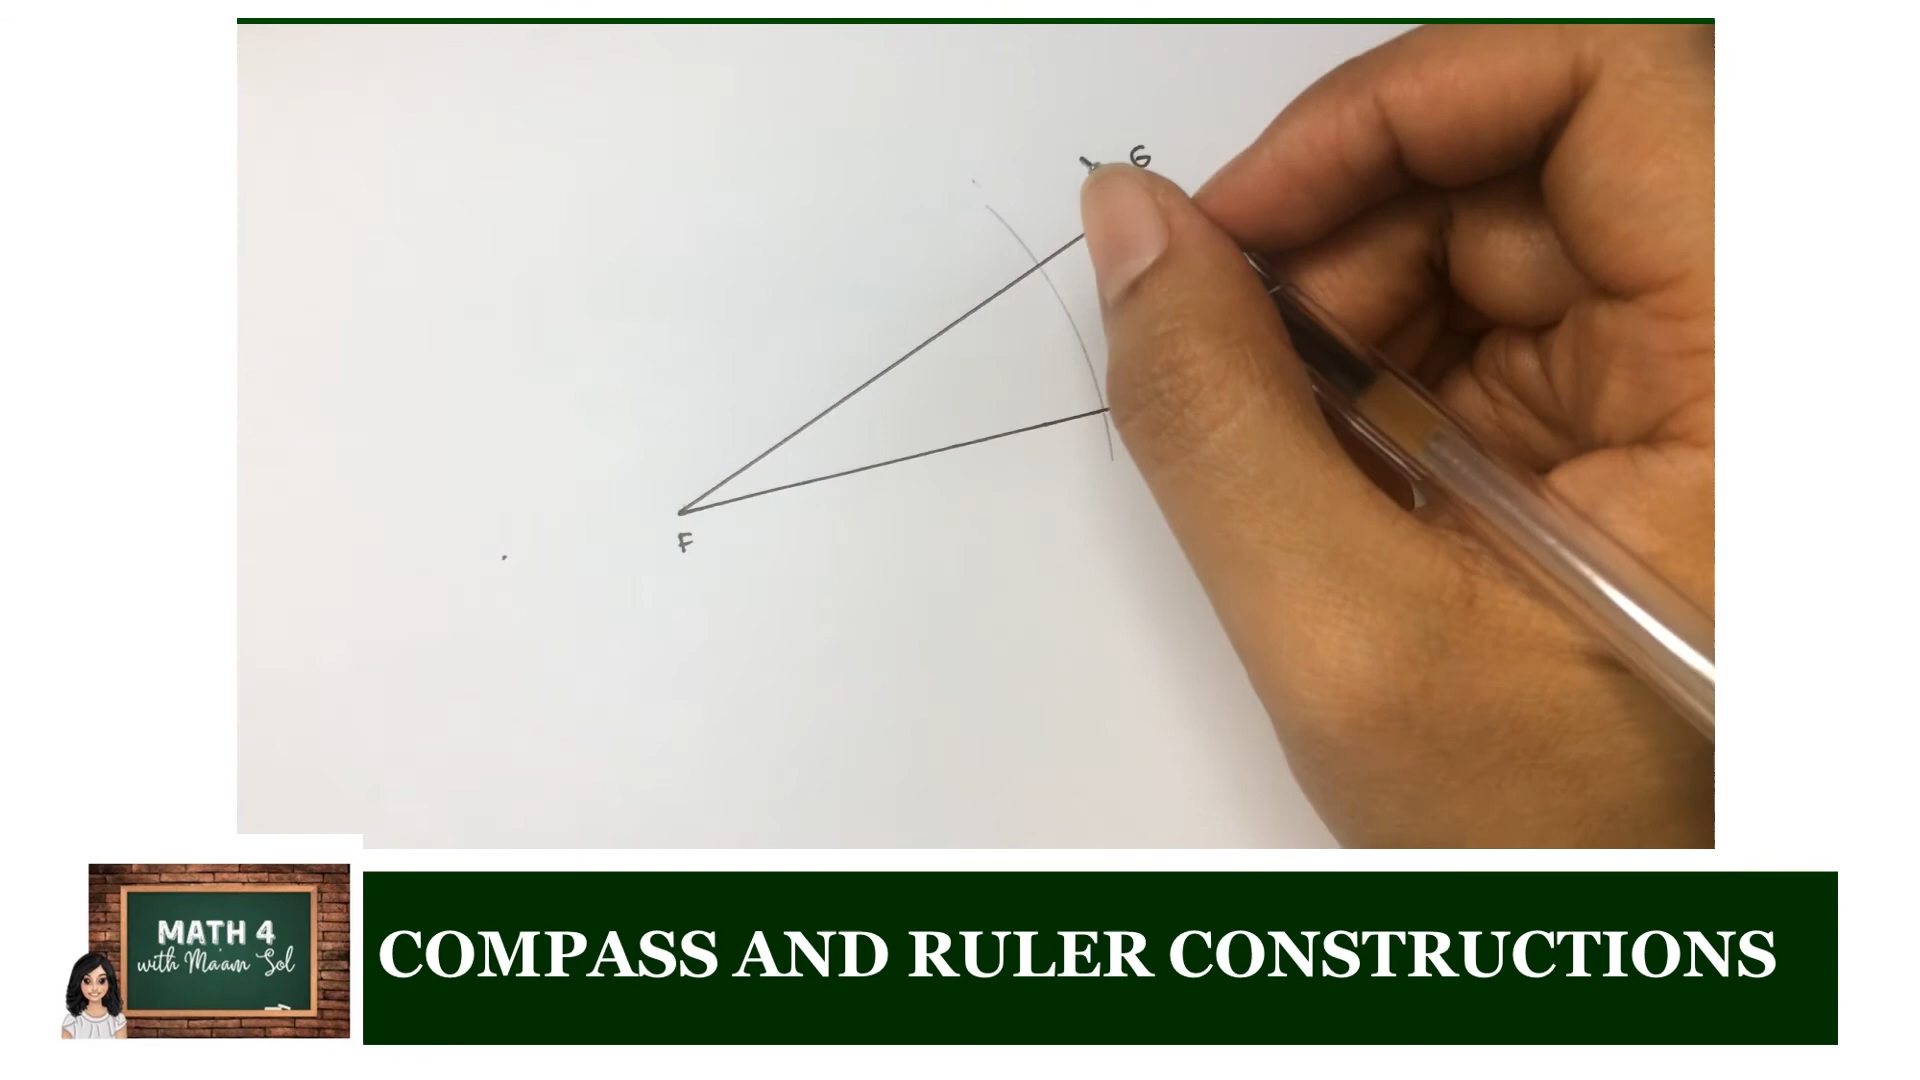 G
F
MATH 4
with Ma'am Sol
COMPASS AND RULER CONSTRUCTIONS